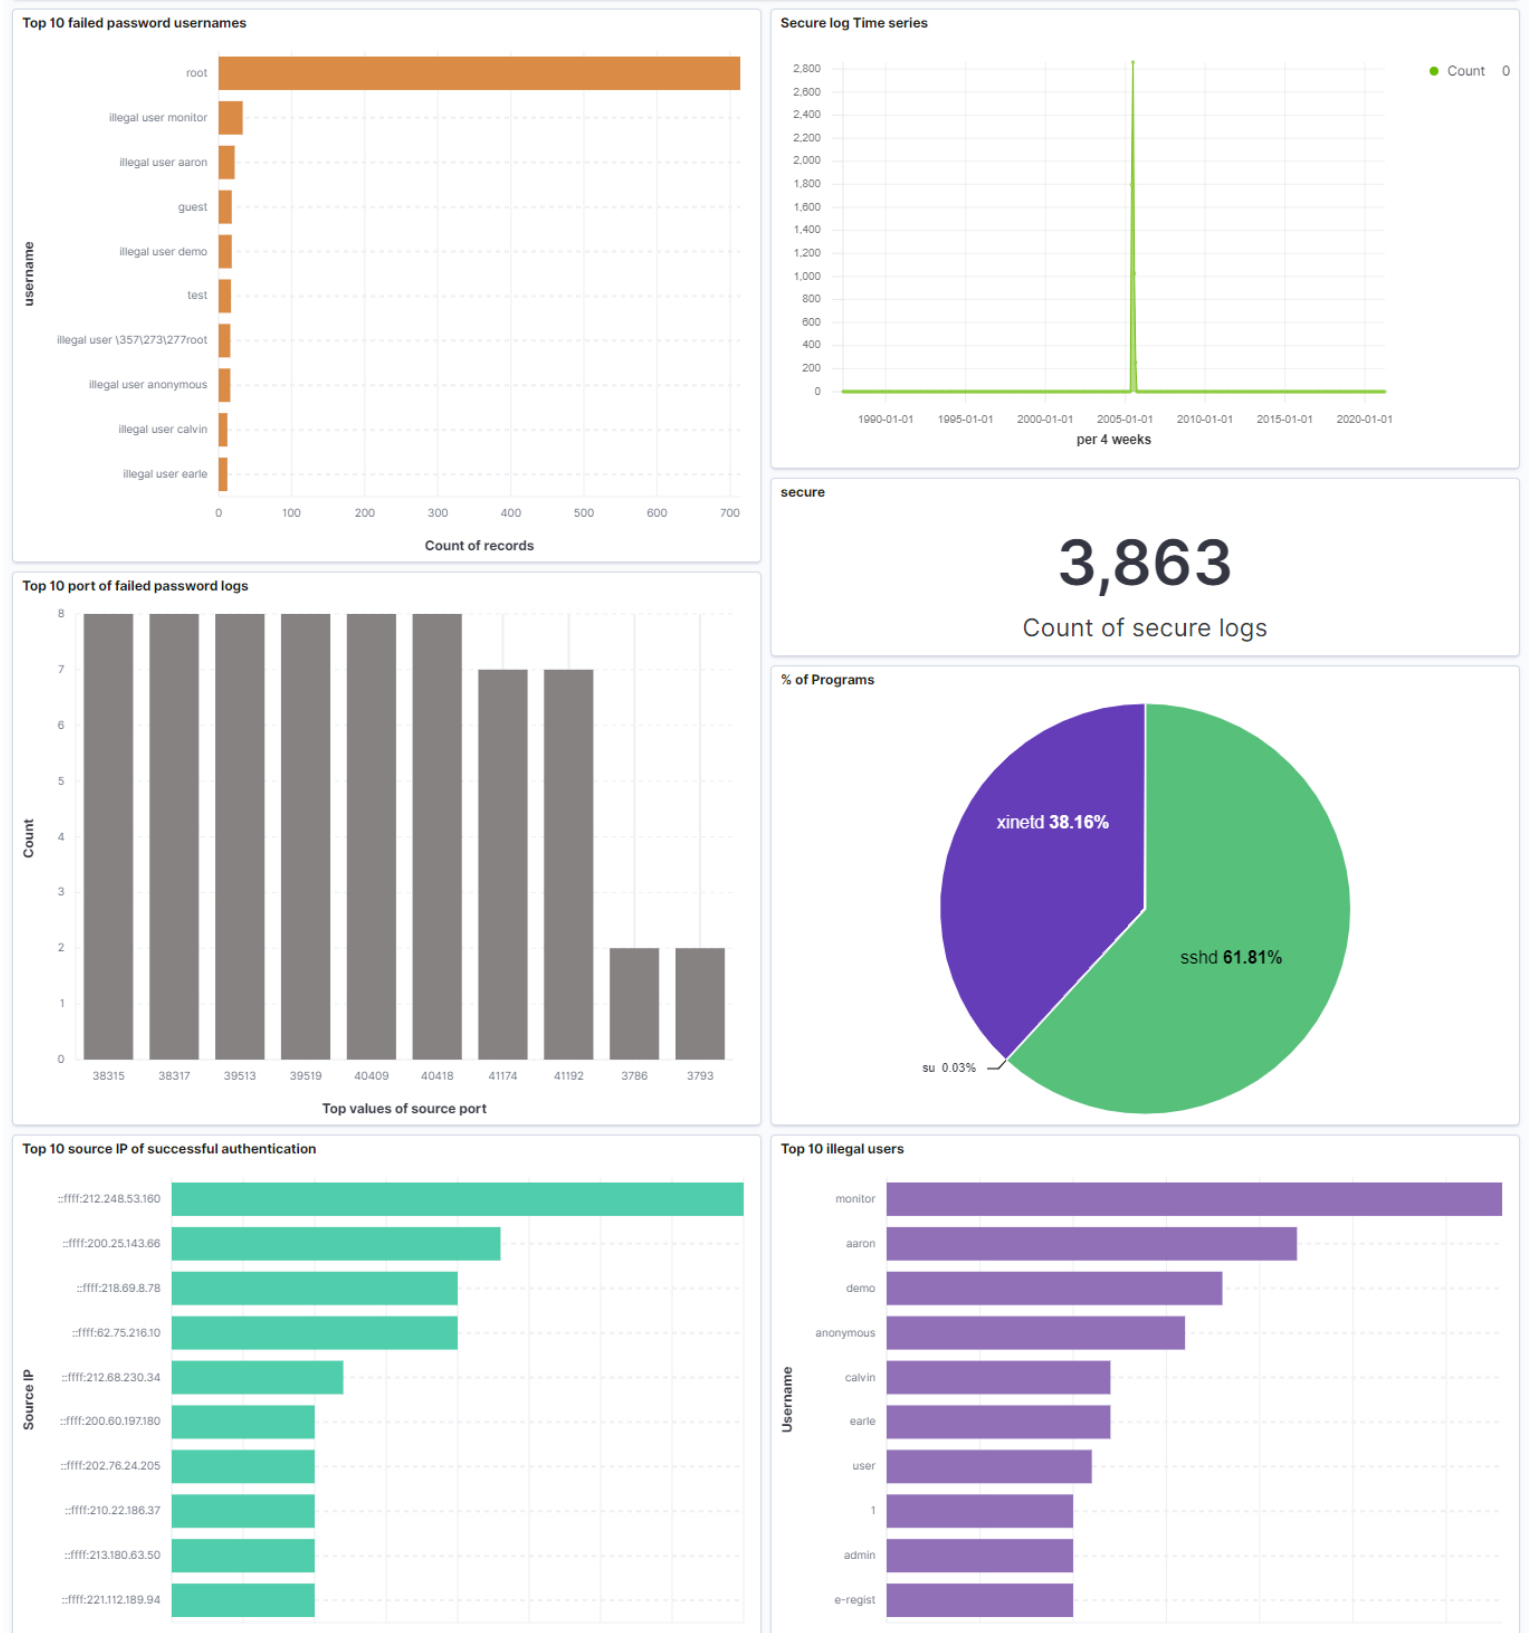 Top 10 failed password usernames
root
illegal user monitor
illegal user aaron
guest
illegal user demo
test
illegal user \357\273\277root
illegal user anonymous
illegal user calvin
illegal user earle
username
0 100 200 300 400 500 600 700
Count of records
Secure log Time series
2,800
2,600
2,400
2,200
2,000
1,800
1,600
1,400
1,200
1,000
800
600
400
200
0
1990-01-01 1995-01-01 2000-01-01 2005-01-01 2010-01-01 2015-01-01 2020-01-01
per 4 weeks
Count 0
secure
3,863
Count of secure logs
Top 10 port of failed password logs
8
7
6
5
4
3
2
1
0
Count
38315 38317 39513 39519 40409 40418 41174 41192 3786 3793
Top values of source port
% of Programs
xinetd 38.16%
sshd 61.81%
su 0.03%
Top 10 source IP of successful authentication
::ffff:212.248.53.160
::ffff:200.25.143.66
::ffff:218.69.8.78
::ffff:62.75.216.10
::ffff:212.68.230.34
::ffff:200.60.197.180
::ffff:202.76.24.205
::ffff:210.22.186.37
::ffff:213.180.63.50
::ffff:221.112.189.94
Source IP
Top 10 illegal users
monitor
aaron
demo
anonymous
calvin
earle
user
1
admin
e-regist
Username